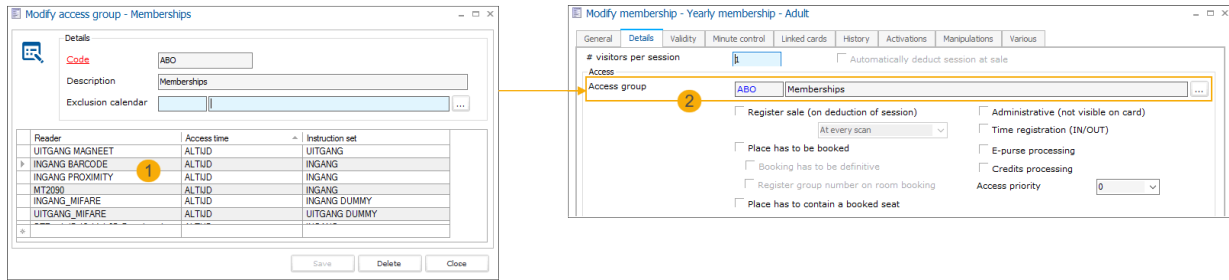 Modify access group - Memberships
Details
Code ABO
Description Memberships
Exclusion calendar ...
Reader Access time Instruction set
UITGANG MAGNEET ALTIJD UITGANG
INGANG BARCODE ALTIJD INGANG
INGANG PROXIMITY ALTIJD INGANG
MT2090 ALTIJD INGANG
INGANG_MIFARE ALTIJD INGANG DUMMY
UITGANG_MIFARE ALTIJD UITGANG DUMMY
1
Save Delete Close
Modify membership - Yearly membership - Adult
General Details Validity Minute control Linked cards History Activations Manipulations Various
# visitors per session 1 Automatically deduct session at sale
Access
Access group ABO Memberships ...
2
Register sale (on deduction of session) Administrative (not visible on card)
At every scan Time registration (IN/OUT)
Place has to be booked E-purse processing
Booking has to be definitive Credits processing
Register group number on room booking Access priority 0
Place has to contain a booked seat